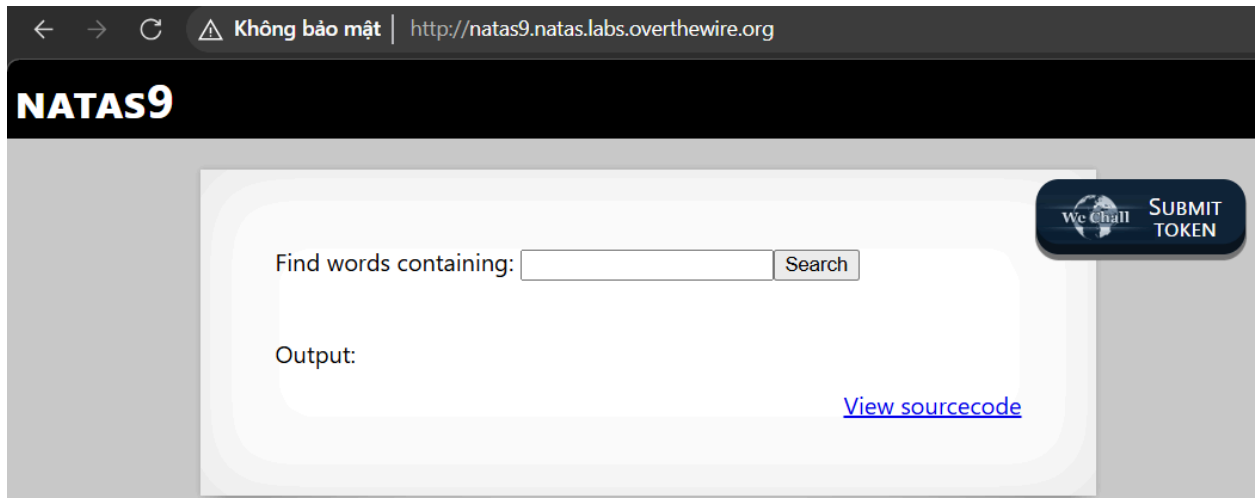 Không bảo mật | http://natas9.natas.labs.overthewire.org
NATAS9
We Chall SUBMIT TOKEN
Find words containing: Search
Output:
View sourcecode